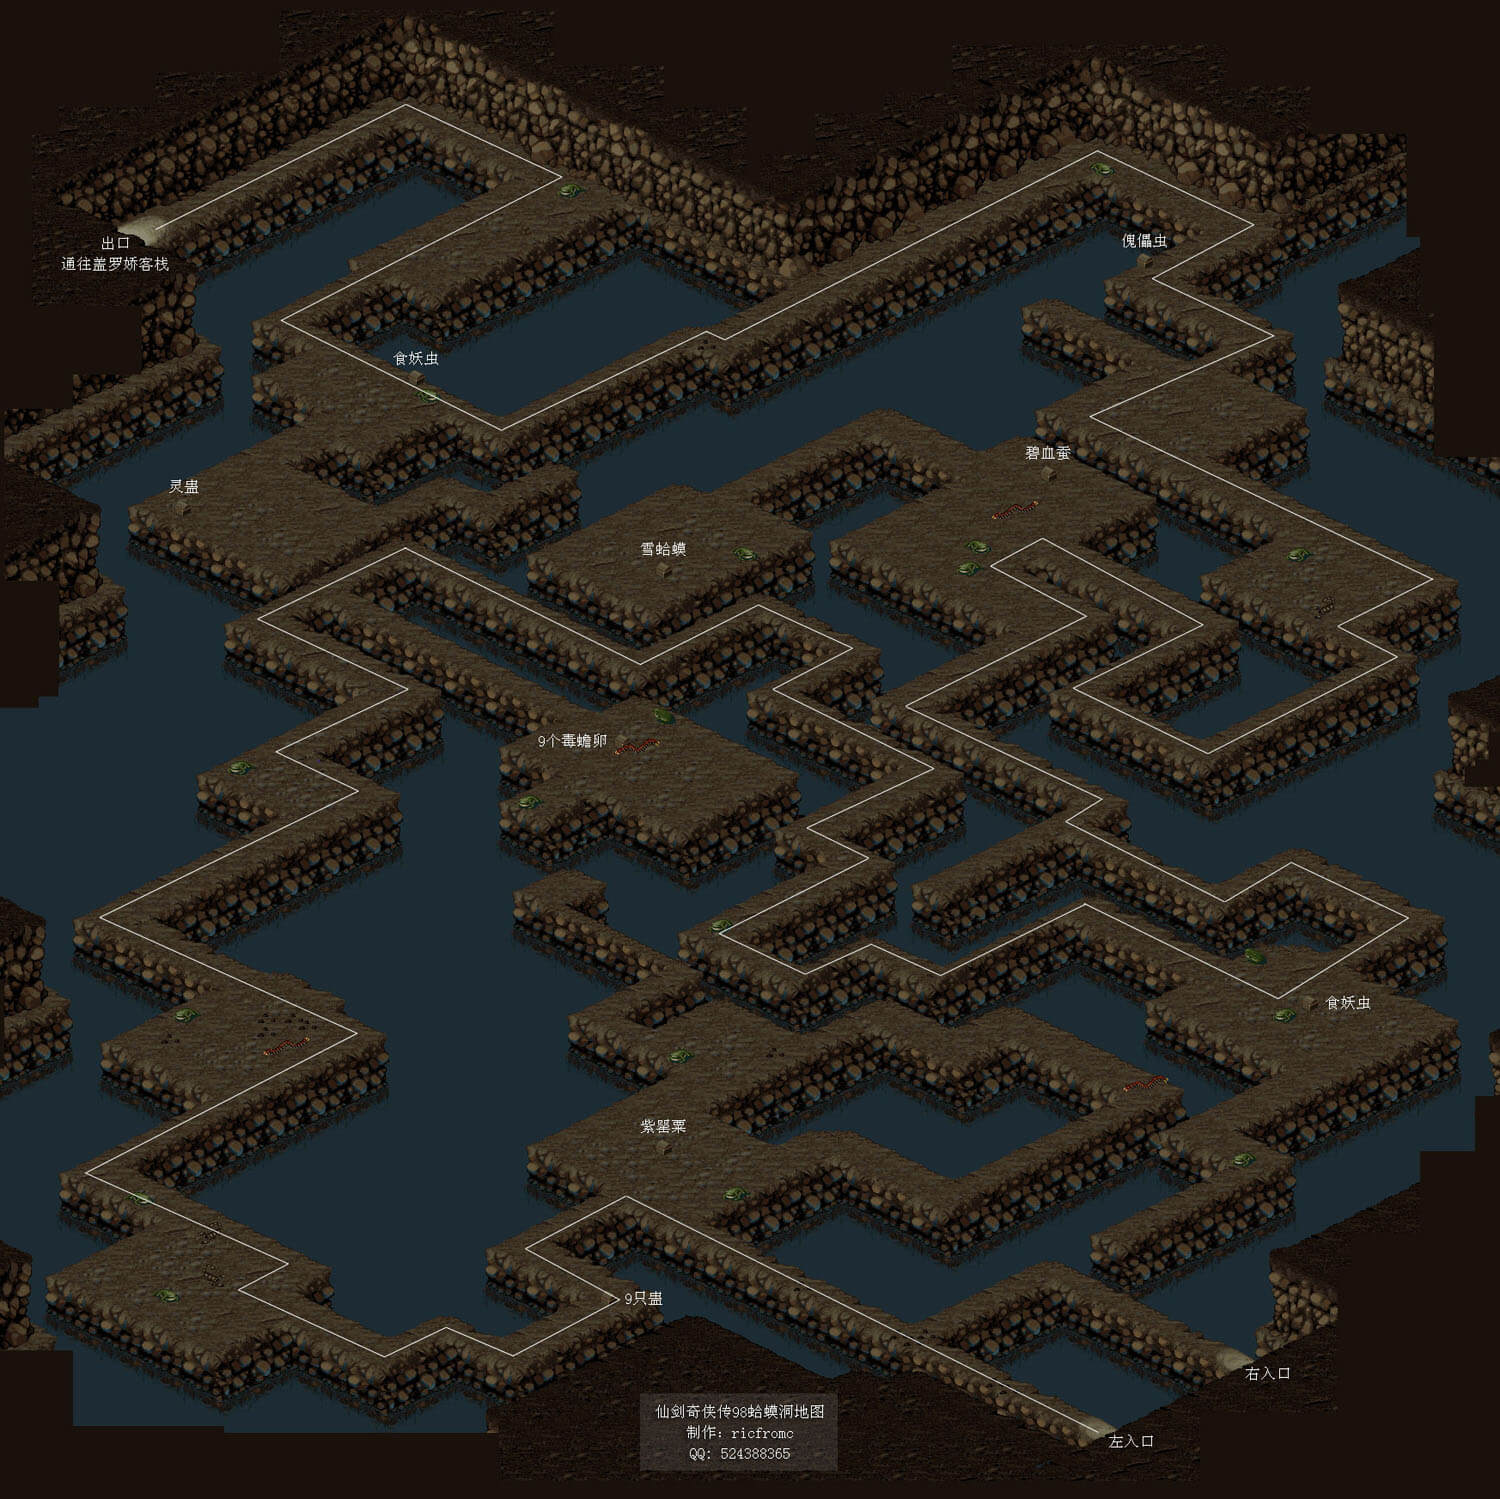 傀儡虫
出口
通往盖罗娇客栈
食妖虫
碧血蚕
灵蛊
雪蛤蟆
9个毒蟾卵
食妖虫
紫罂粟
9只蛊
右入口
仙剑奇侠传98蛤蟆洞地图
制作：ricfromc
左入口
QQ: 524388365